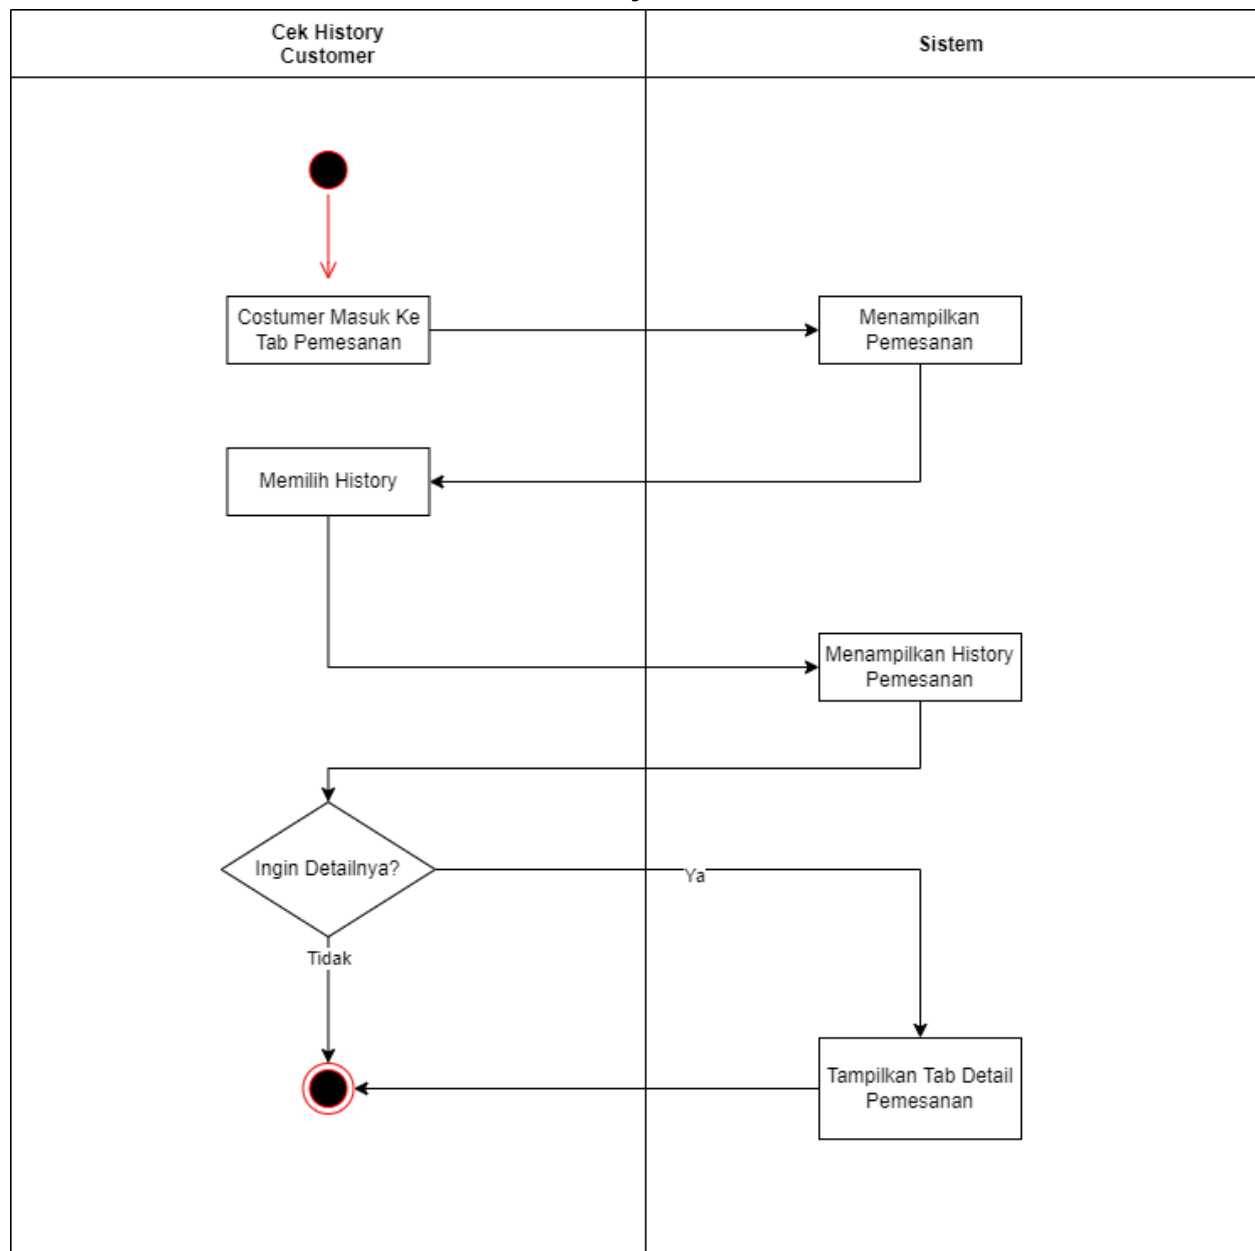 Cek History
Customer
Sistem
Costumer Masuk Ke
Tab Pemesanan
Menampilkan
Pemesanan
Memilih History
Menampilkan History
Pemesanan
Ingin Detailnya?
Ya
Tidak
Tampilkan Tab Detail
Pemesanan